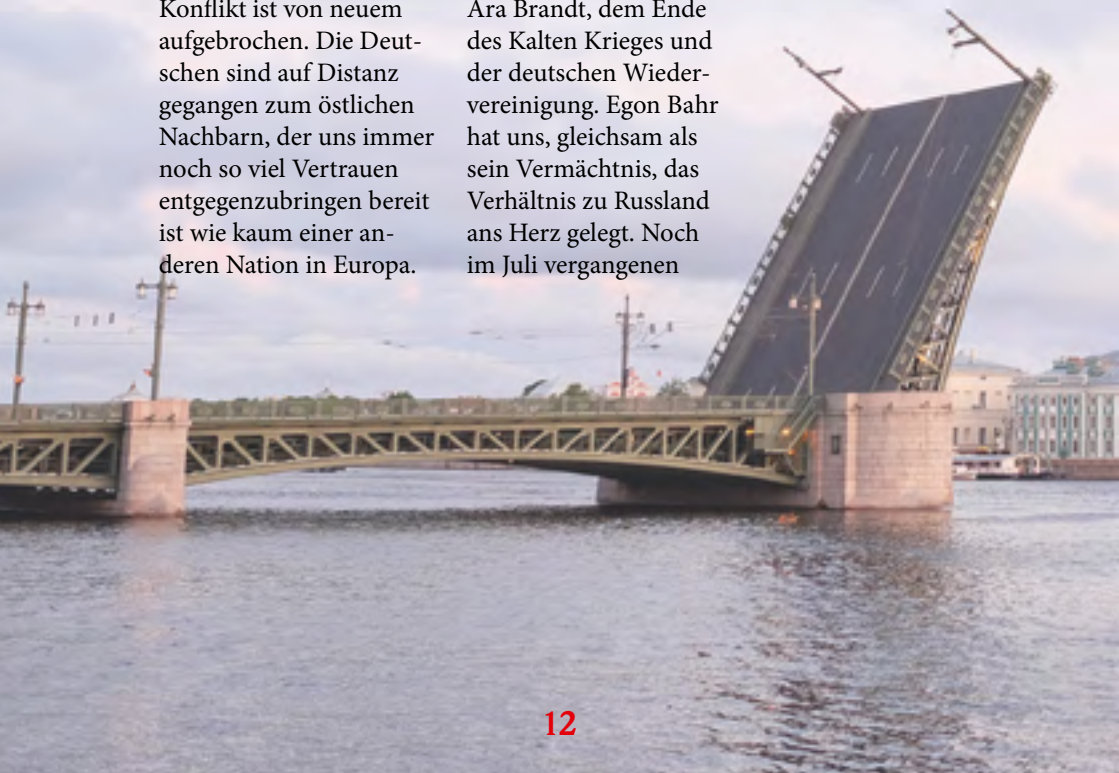 Konflikt ist von neuem
aufgebrochen. Die Deut-
schen sind auf Distanz
gegangen zum östlichen
Nachbarn, der uns immer
noch so viel Vertrauen
entgegenzubringen bereit
ist wie kaum einer an-
deren Nation in Europa.
Ära Brandt, dem Ende
des Kalten Krieges und
der deutschen Wieder-
vereinigung. Egon Bahr
hat uns, gleichsam als
sein Vermächtnis, das
Verhältnis zu Russland
ans Herz gelegt. Noch
im Juli vergangenen
12